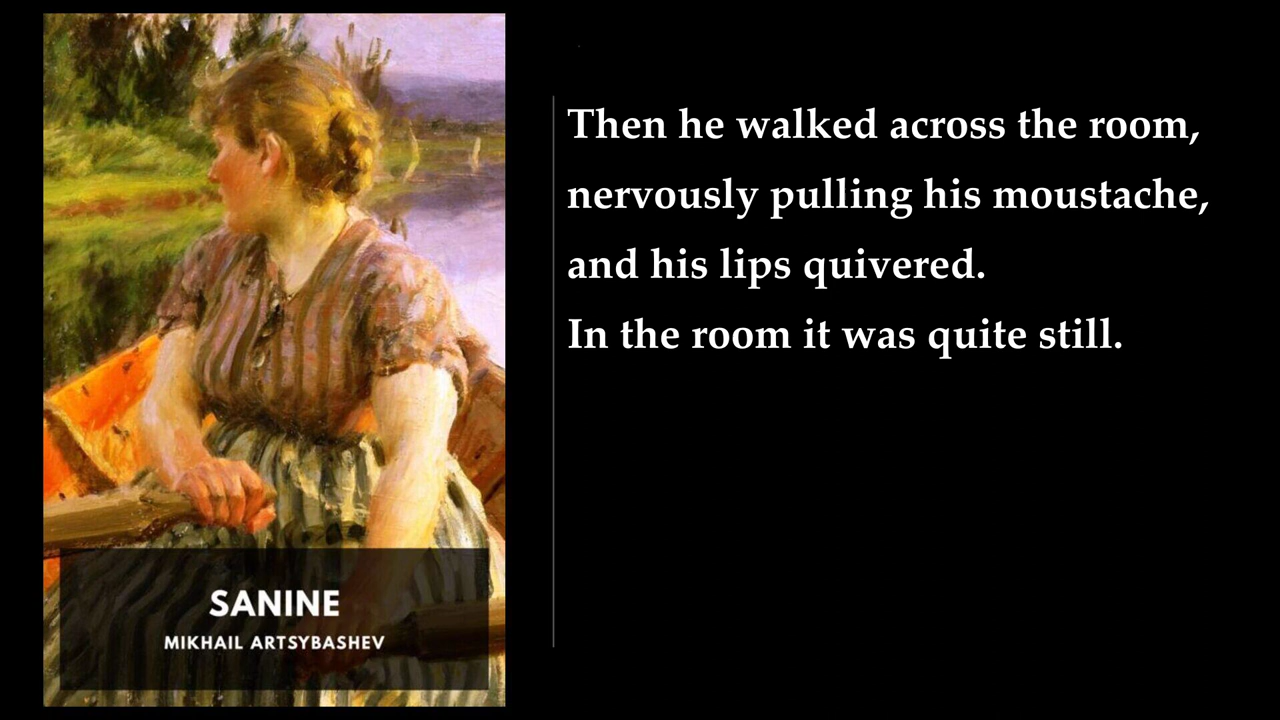 SANINE
MIKHAIL ARTSYBASHEV
Then he walked across the room,
nervously pulling his moustache,
and his lips quivered.
In the room it was quite still.